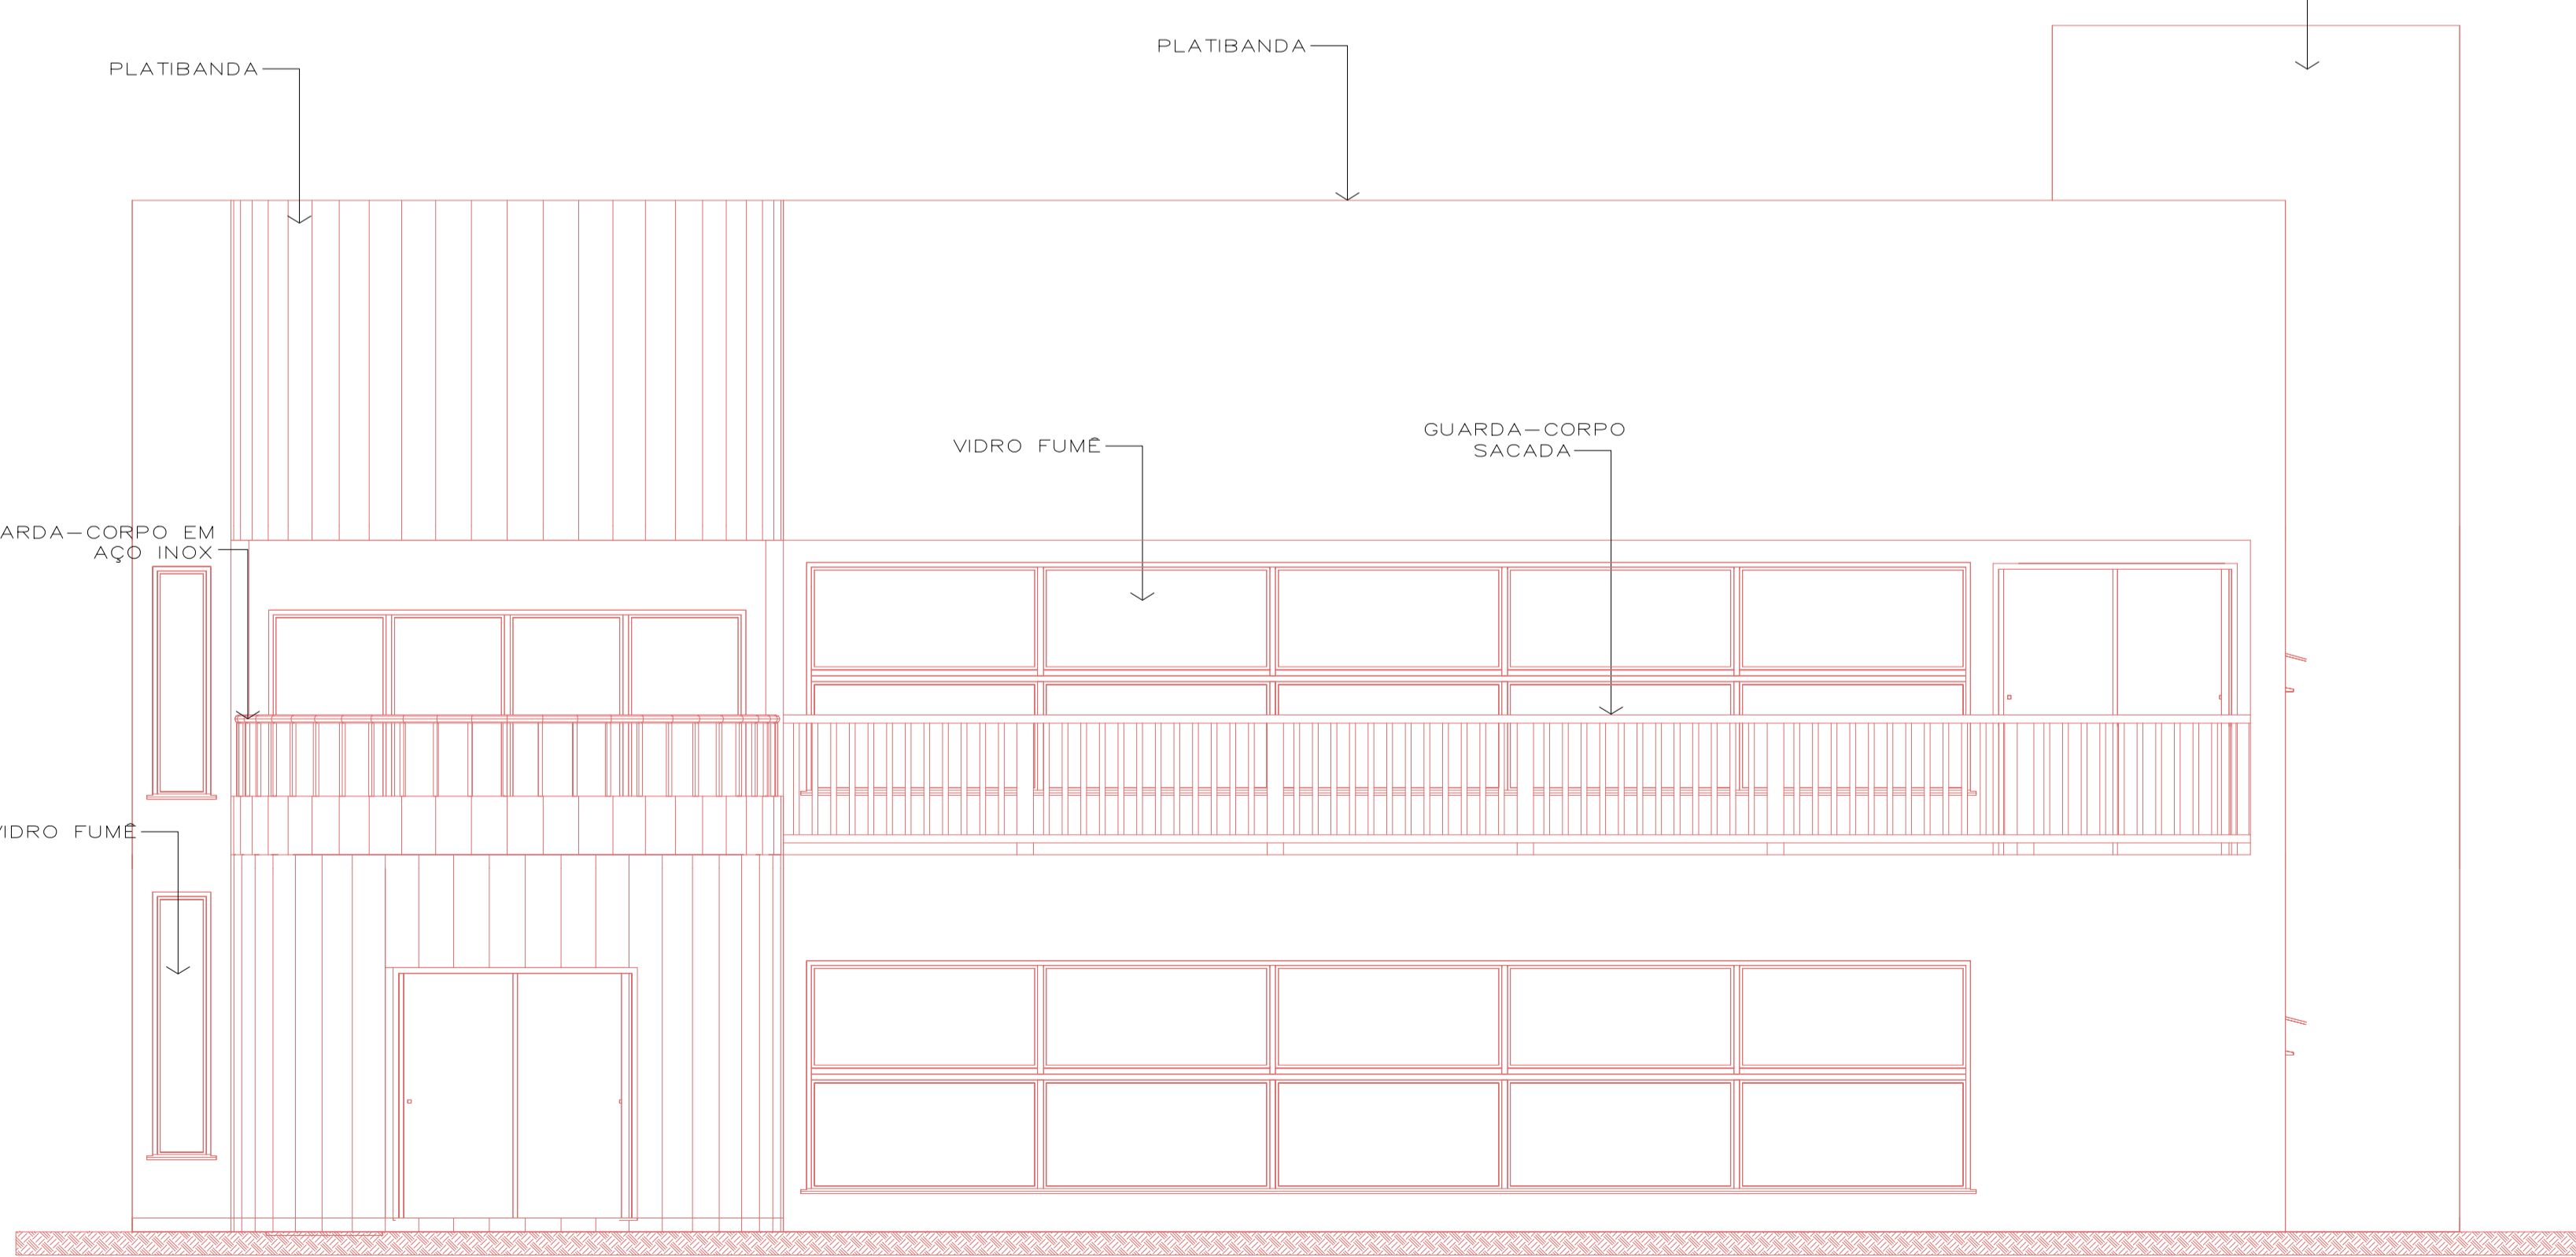 PLATIBANDA
PLATIBANDA
VIDRO FUMÊ
GUARDA-CORPO
SACADA
ARDA-CORPO EM
AÇO INOX
VIDRO FUMÊ